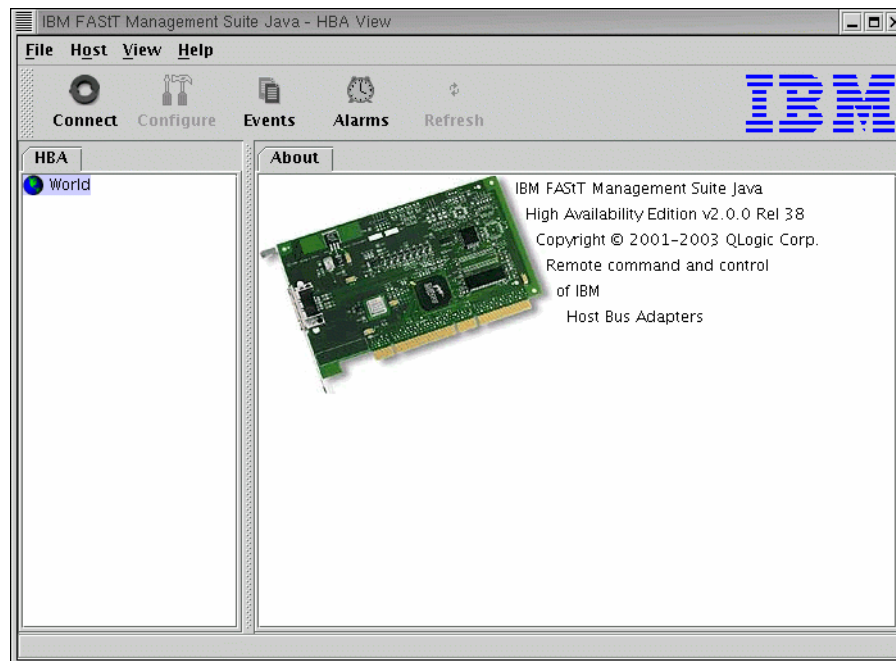 IBM FAStT Management Suite Java - HBA View
File Host View Help
Connect Configure Events Alarms Refresh
IBM
HBA
World
About
IBM FAStT Management Suite Java
High Availability Edition v2.0.0 Rel 38
Copyright © 2001-2003 QLogic Corp.
Remote command and control
of IBM
Host Bus Adapters